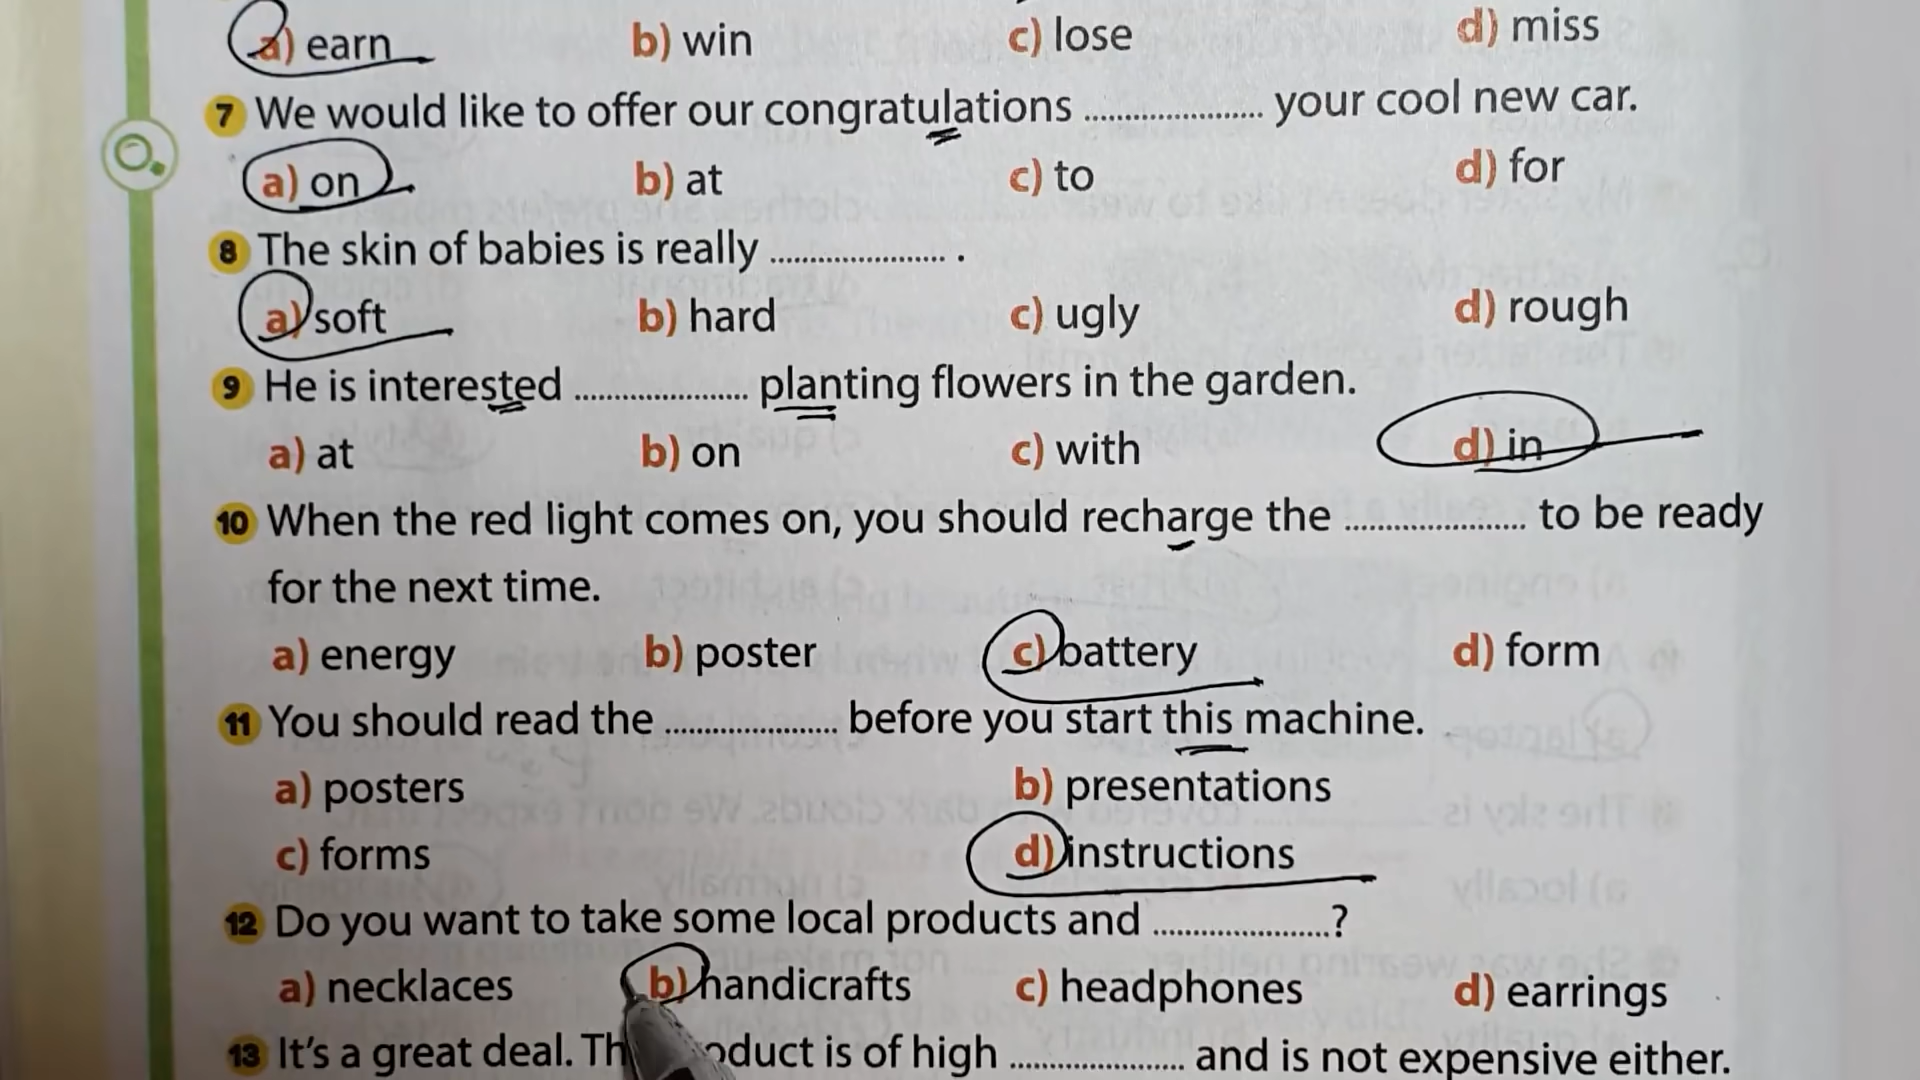 a) earn b) win c) lose d) miss
7 We would like to offer our congratulations ..................... your cool new car.
a) on b) at c) to d) for
8 The skin of babies is really ..................... .
a) soft b) hard c) ugly d) rough
9 He is interested ..................... planting flowers in the garden.
a) at b) on c) with d) in
10 When the red light comes on, you should recharge the ..................... to be ready
for the next time.
a) energy b) poster c) battery d) form
11 You should read the ..................... before you start this machine.
a) posters b) presentations
c) forms d) instructions
12 Do you want to take some local products and .....................?
a) necklaces b) handicrafts c) headphones d) earrings
13 It's a great deal. is of high ..................... and is not expensive either.